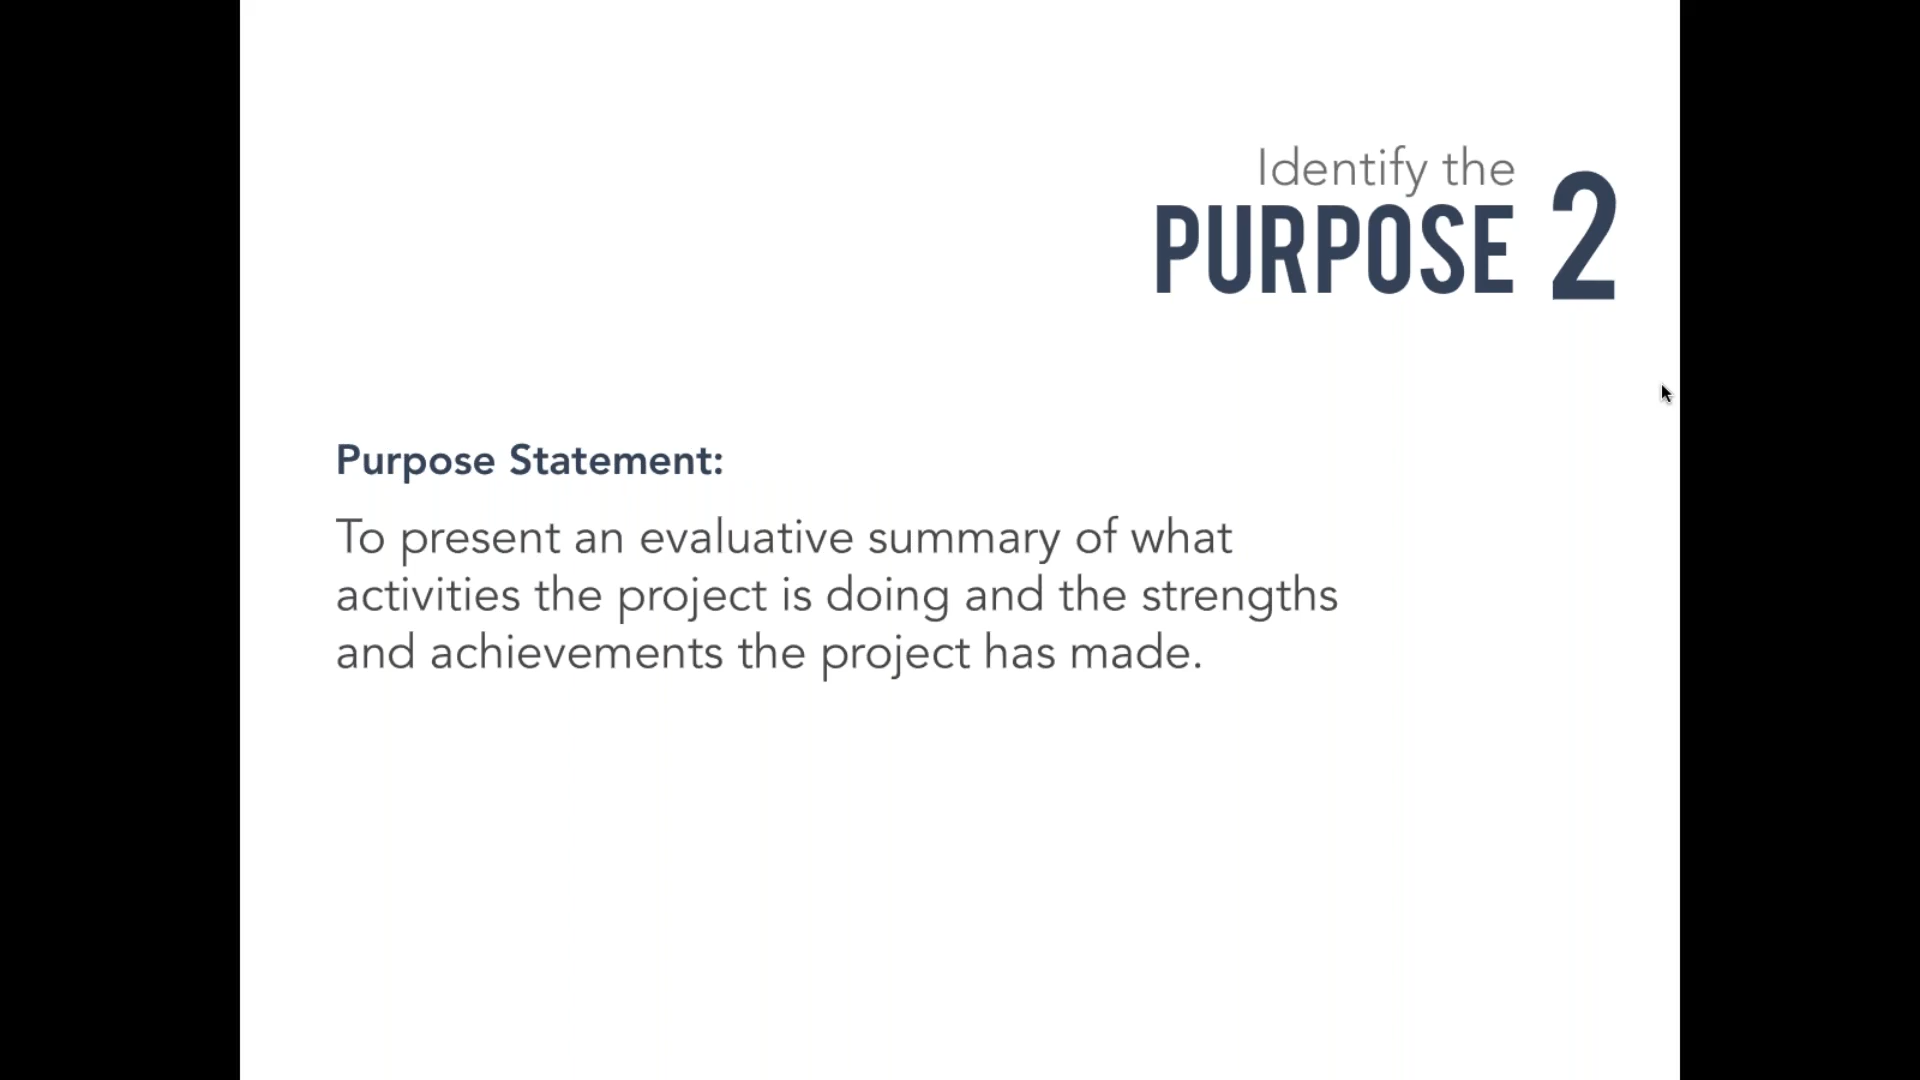 Identify the
PURPOSE 2
Purpose Statement:
To present an evaluative summary of what
activities the project is doing and the strengths
and achievements the project has made.